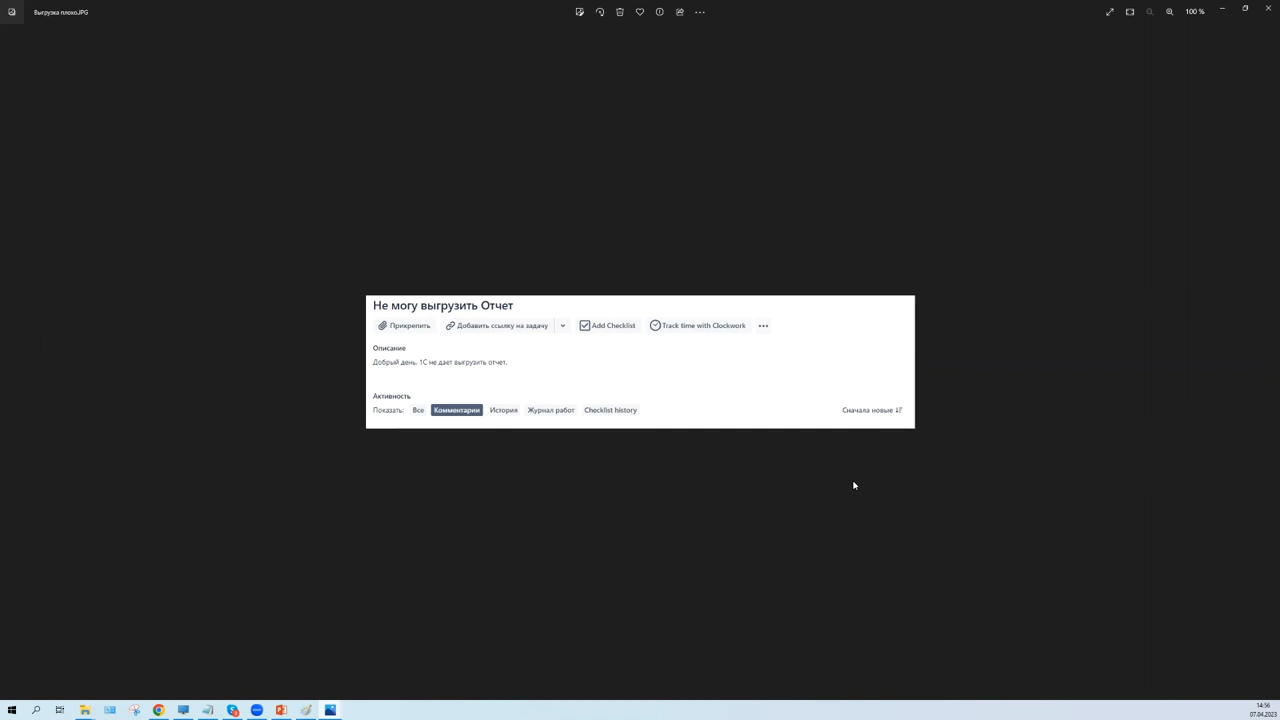 Выгрузка плохо.JPG
100 %
Не могу выгрузить Отчет
Прикрепить Добавить ссылку на задачу Add Checklist Track time with Clockwork
Описание
Добрый день. 1С не дает выгрузить отчет.
Активность
Показать: Все Комментарии История Журнал работ Checklist history Сначала новые
14:56
07.04.2023